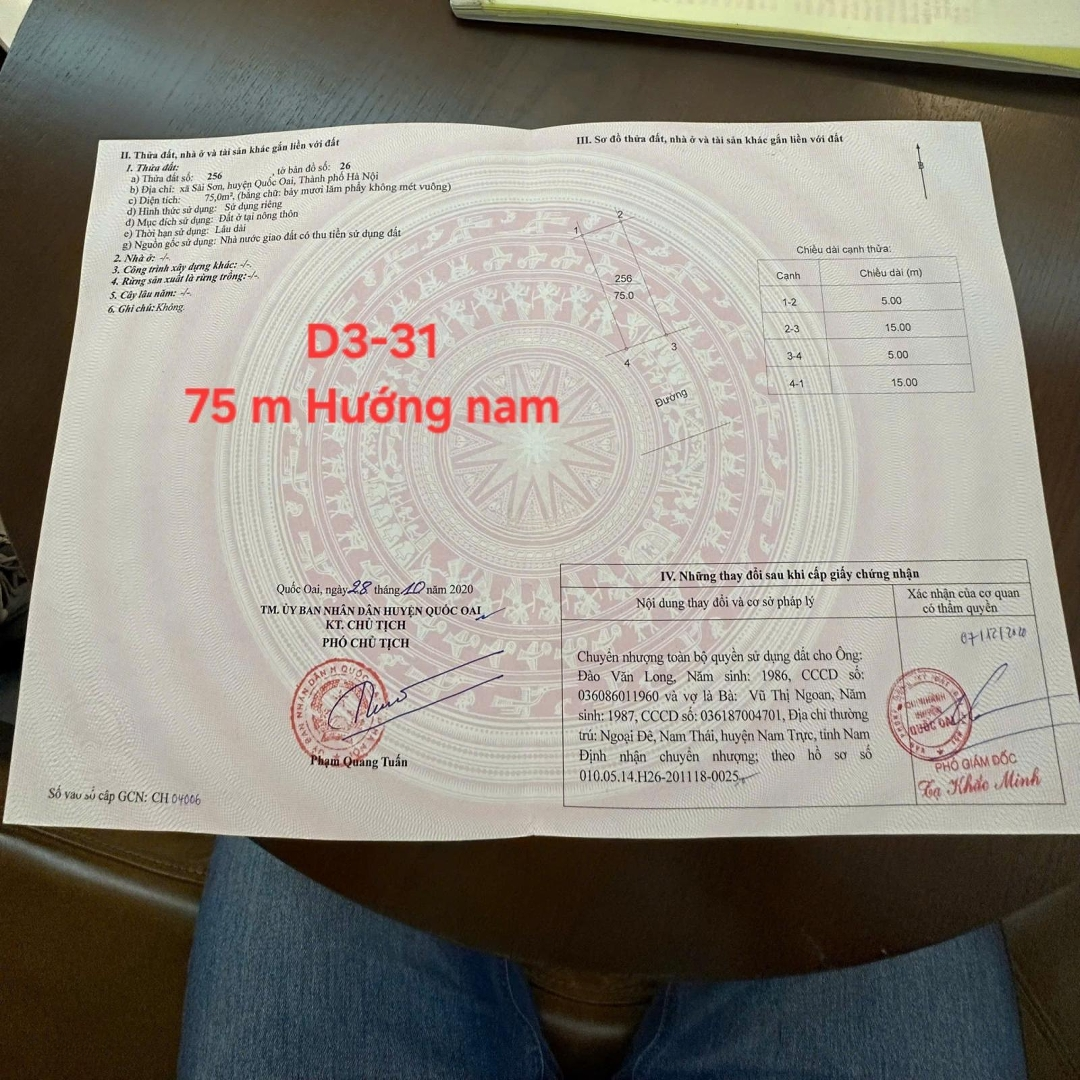 II. Thửa đất, nhà ở và tài sản khác gắn liền với đất
1. Thửa đất:
a) Thửa đất số: 256 , tờ bản đồ số: 26
b) Địa chỉ: xã Sài Sơn, huyện Quốc Oai, Thành phố Hà Nội
c) Diện tích: 75,0m², (bằng chữ: bảy mươi lăm phẩy không mét vuông)
d) Hình thức sử dụng: Sử dụng riêng
đ) Mục đích sử dụng: Đất ở tại nông thôn
e) Thời hạn sử dụng: Lâu dài
g) Nguồn gốc sử dụng: Nhà nước giao đất có thu tiền sử dụng đất
2. Nhà ở: -/-
3. Công trình xây dựng khác: -/-
4. Rừng sản xuất là rừng trồng: -/-
5. Cây lâu năm: -/-
6. Ghi chú: Không.
D3-31
75 m Hướng nam
Quốc Oai, ngày 28 tháng 10 năm 2020
TM. ỦY BAN NHÂN DÂN HUYỆN QUỐC OAI
KT. CHỦ TỊCH
PHÓ CHỦ TỊCH
Phạm Quang Tuấn
Số vào sổ cấp GCN: CH 04006
III. Sơ đồ thửa đất, nhà ở và tài sản khác gắn liền với đất
B
1
2
256
75.0
3
4
Đường
Chiều dài cạnh thửa:
Cạnh Chiều dài (m)
1-2 5.00
2-3 15.00
3-4 5.00
4-1 15.00
IV. Những thay đổi sau khi cấp giấy chứng nhận
Nội dung thay đổi và cơ sở pháp lý
Xác nhận của cơ quan
có thẩm quyền
Chuyển nhượng toàn bộ quyền sử dụng đất cho Ông:
Đào Văn Long, Năm sinh: 1986, CCCD số:
036086011960 và vợ là Bà: Vũ Thị Ngoan, Năm
sinh: 1987, CCCD số: 036187004701, Địa chỉ thường
trú: Ngoại Đê, Nam Thái, huyện Nam Trực, tỉnh Nam
Định nhận chuyển nhượng; theo hồ sơ số
010.05.14.H26-201118-0025
07/12/2020
CHI NHÁNH
HUYỆN
QUỐC OAI
PHÓ GIÁM ĐỐC
Tạ Khắc Minh